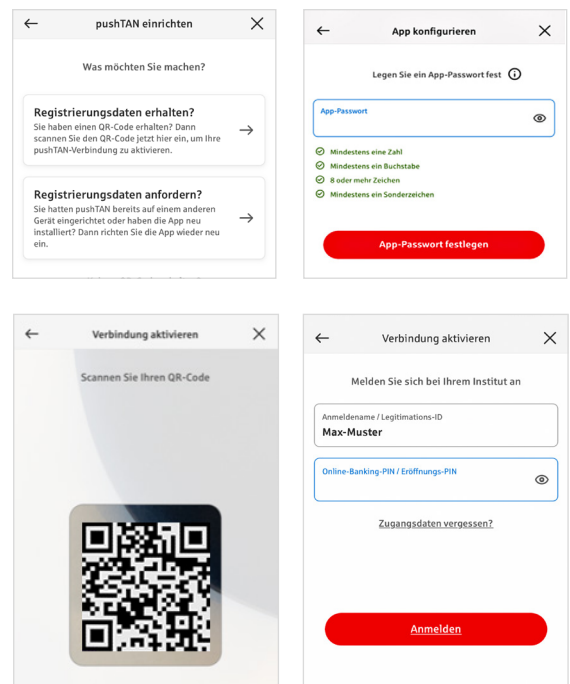 pushTAN einrichten
Was möchten Sie machen?
Registrierungsdaten erhalten?
Sie haben einen QR-Code erhalten? Dann
scannen Sie den QR-Code jetzt hier ein, um Ihre
pushTAN-Verbindung zu aktivieren.
Registrierungsdaten anfordern?
Sie hatten pushTAN bereits auf einem anderen
Gerät eingerichtet oder haben die App neu
installiert? Dann richten Sie die App wieder neu
ein.
App konfigurieren
Legen Sie ein App-Passwort fest
App-Passwort
Mindestens eine Zahl
Mindestens ein Buchstabe
8 oder mehr Zeichen
Mindestens ein Sonderzeichen
App-Passwort festlegen
Verbindung aktivieren
Scannen Sie Ihren QR-Code
Verbindung aktivieren
Melden Sie sich bei Ihrem Institut an
Anmeldename / Legitimations-ID
Max-Muster
Online-Banking-PIN / Eröffnungs-PIN
Zugangsdaten vergessen?
Anmelden